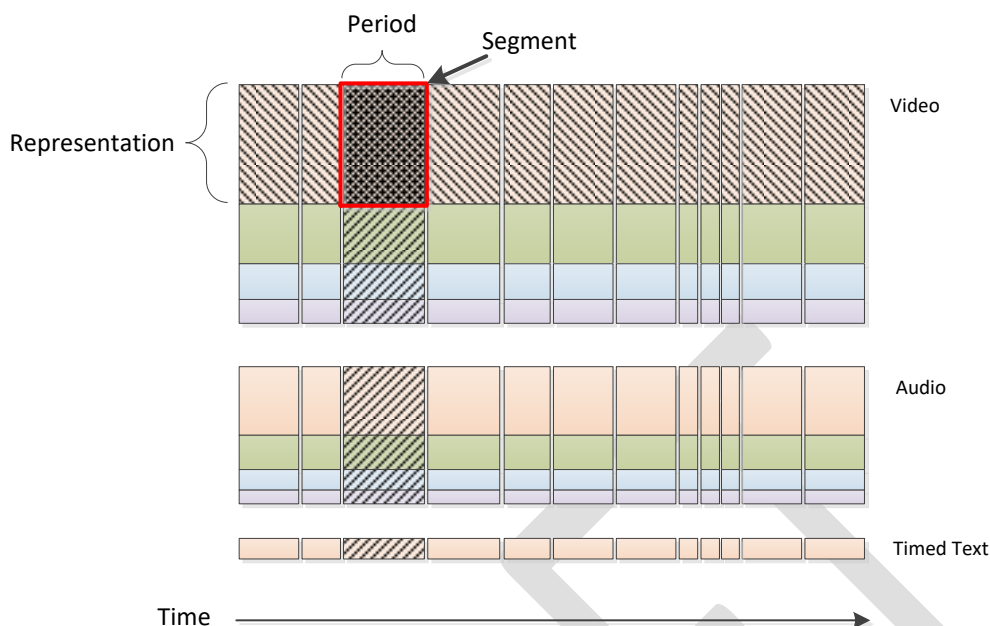 Period
Segment
Video
Representation
Audio
Timed Text
Time